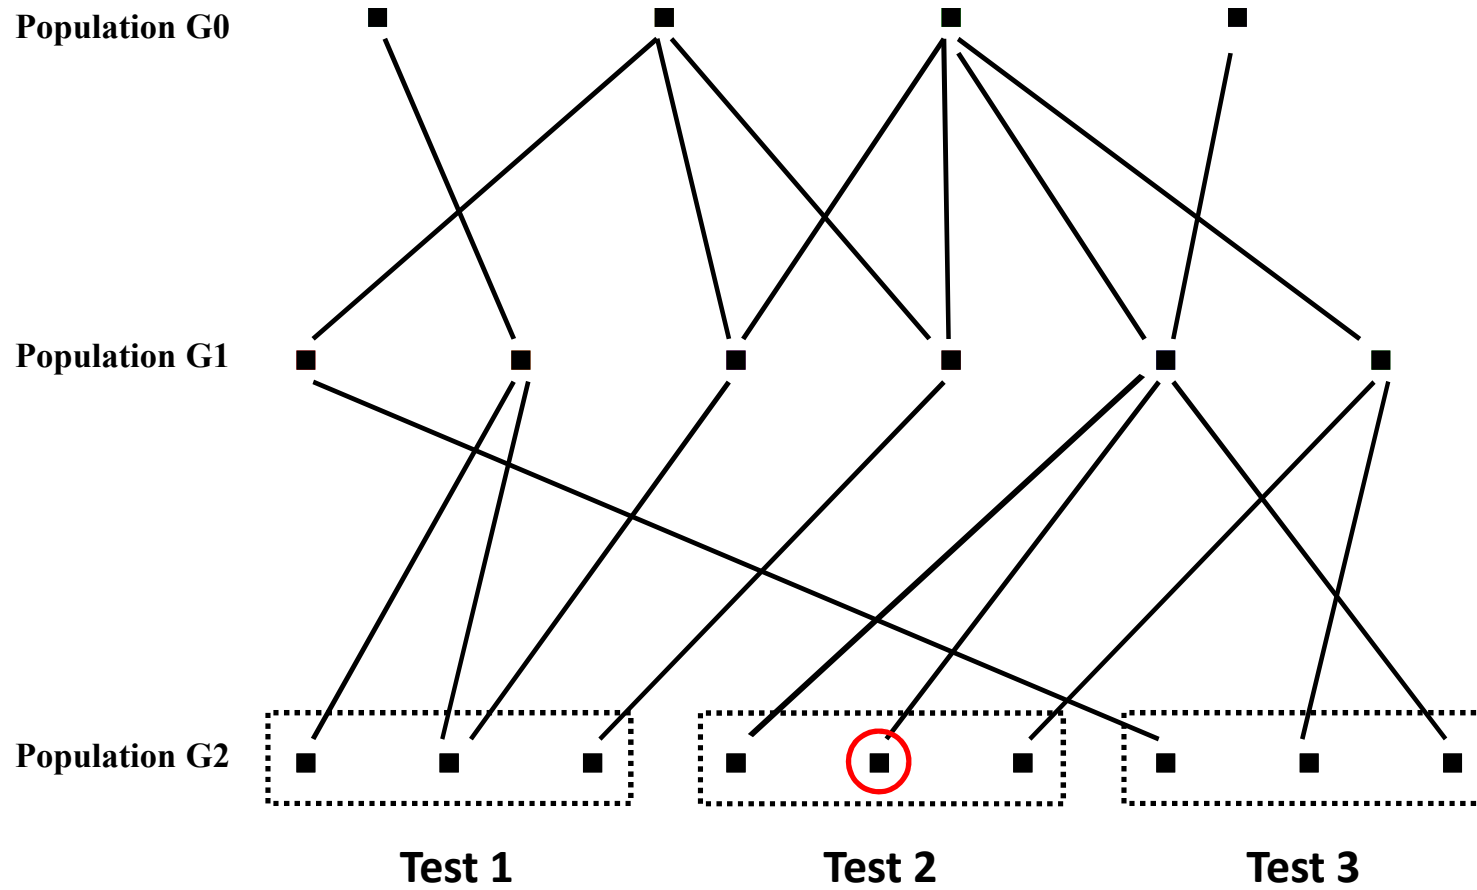 Population G0
Population G1
Population G2
Test 1
Test 2
Test 3